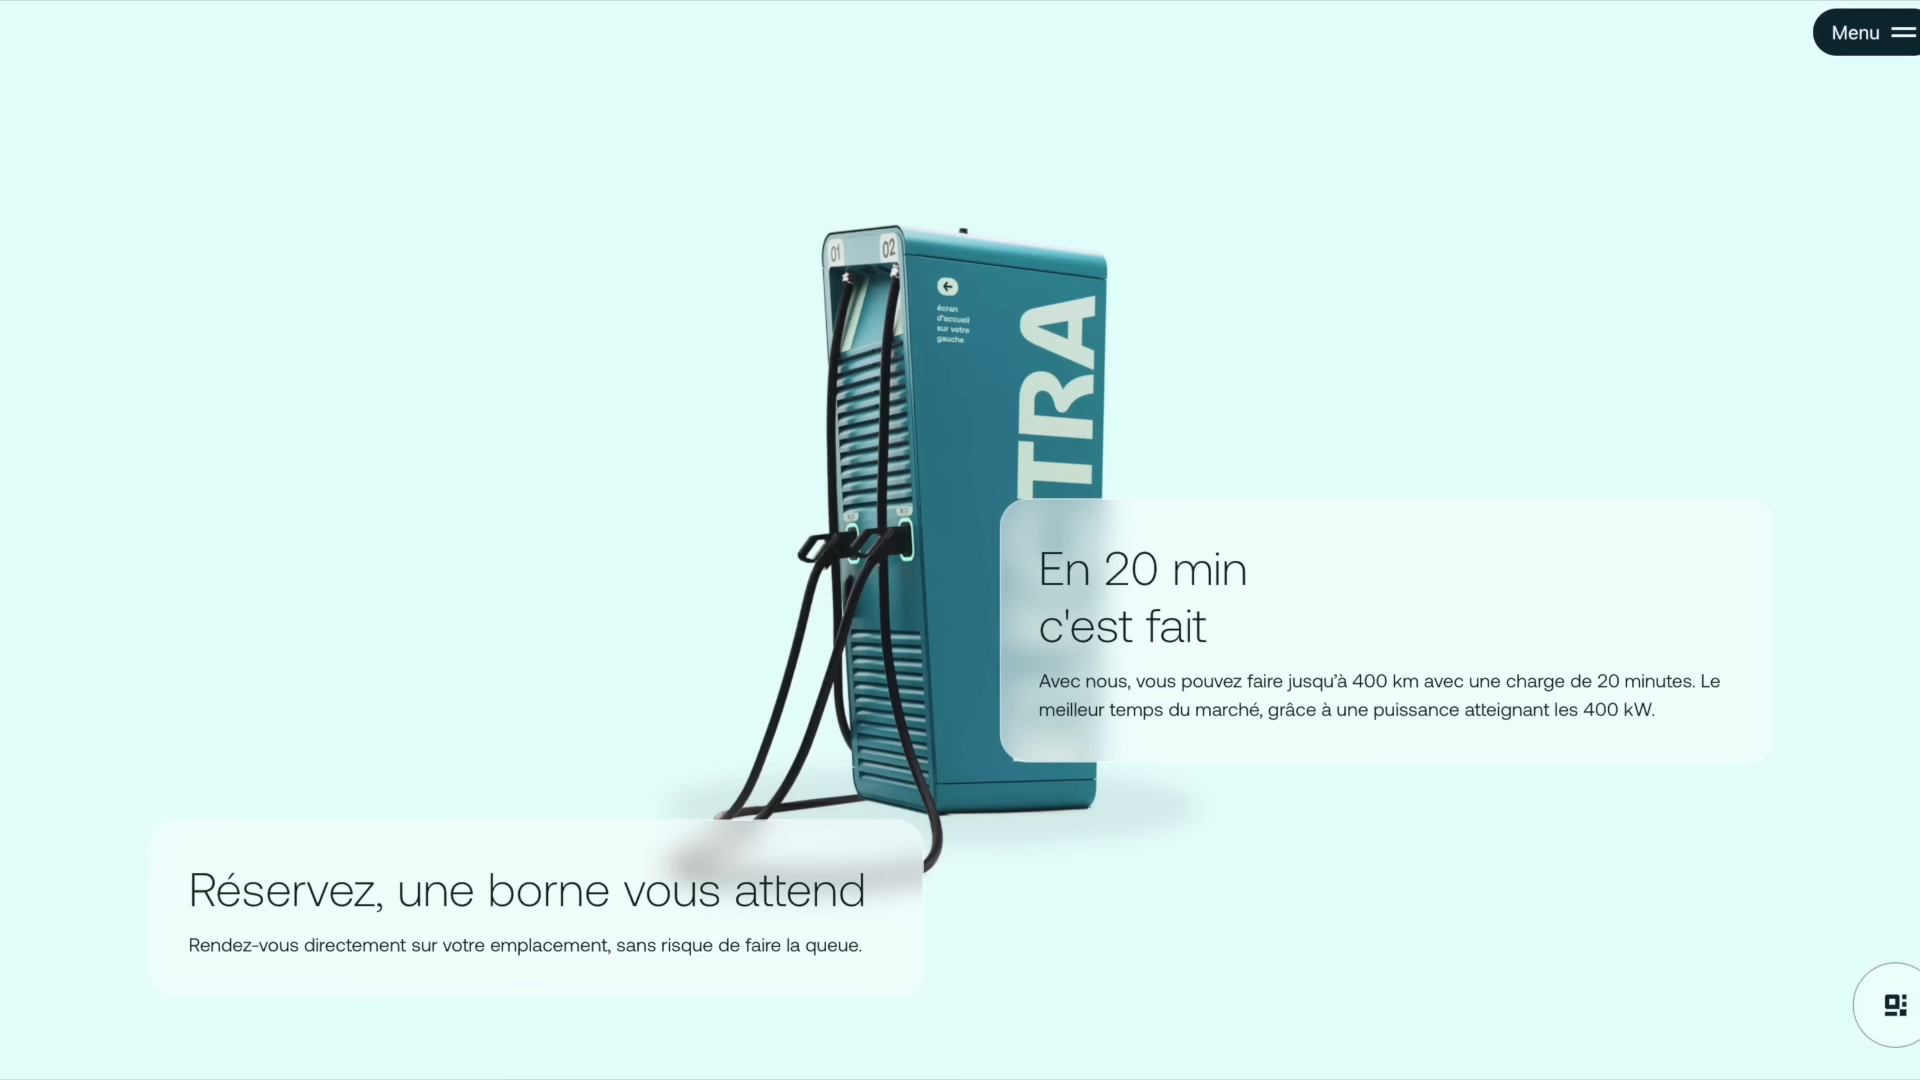 Menu
01
02
écran
d'accueil
sur votre
gauche
TRA
En 20 min
c'est fait
Avec nous, vous pouvez faire jusqu’à 400 km avec une charge de 20 minutes. Le
meilleur temps du marché, grâce à une puissance atteignant les 400 kW.
Réservez, une borne vous attend
Rendez-vous directement sur votre emplacement, sans risque de faire la queue.